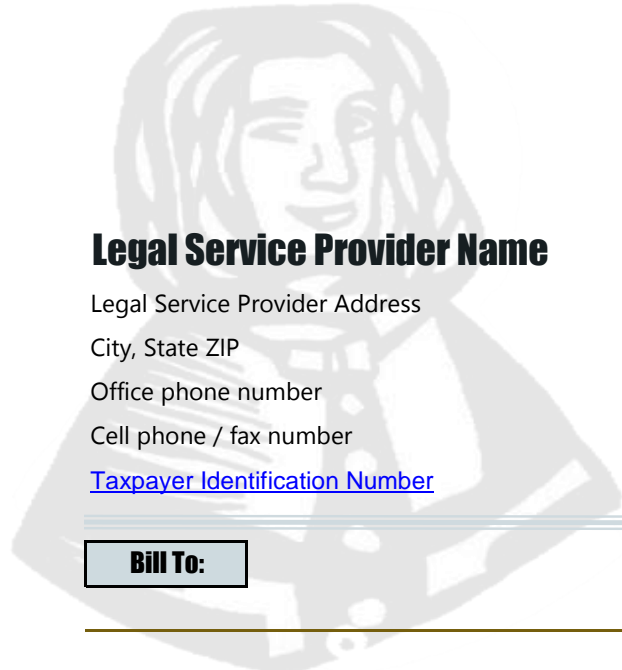 Legal Service Provider Name
Legal Service Provider Address
City, State ZIP
Office phone number
Cell phone / fax number
Taxpayer Identification Number
Bill To: